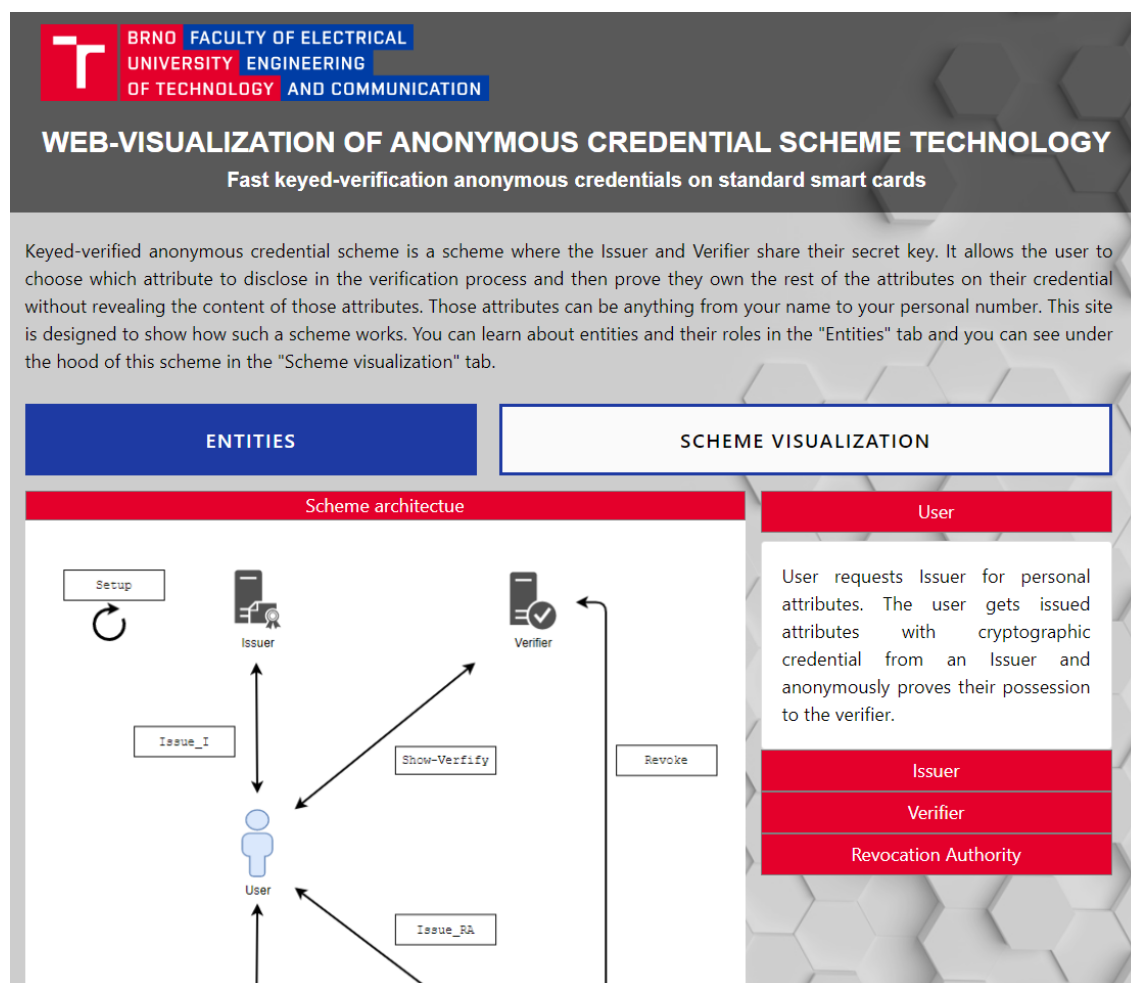 BRNO FACULTY OF ELECTRICAL
UNIVERSITY ENGINEERING
OF TECHNOLOGY AND COMMUNICATION
WEB-VISUALIZATION OF ANONYMOUS CREDENTIAL SCHEME TECHNOLOGY
Fast keyed-verification anonymous credentials on standard smart cards
Keyed-verified anonymous credential scheme is a scheme where the Issuer and Verifier share their secret key. It allows the user to
choose which attribute to disclose in the verification process and then prove they own the rest of the attributes on their credential
without revealing the content of those attributes. Those attributes can be anything from your name to your personal number. This site
is designed to show how such a scheme works. You can learn about entities and their roles in the "Entities" tab and you can see under
the hood of this scheme in the "Scheme visualization" tab.
ENTITIES
SCHEME VISUALIZATION
Scheme architectue
Setup
Issuer
Verifier
Issue_I
Show-Verfify
Revoke
User
Issue_RA
User
User requests Issuer for personal
attributes. The user gets issued
attributes with cryptographic
credential from an Issuer and
anonymously proves their possession
to the verifier.
Issuer
Verifier
Revocation Authority